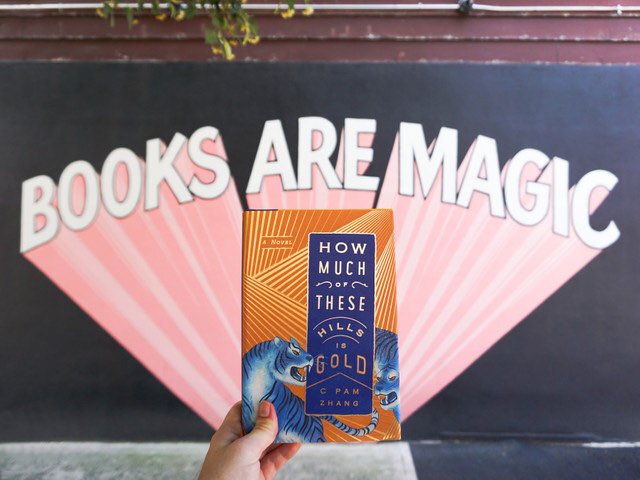 BOOKS ARE MAGIC
A NOVEL
HOW
MUCH
OF
THESE
HILLS
IS
GOLD
C PAM
ZHANG